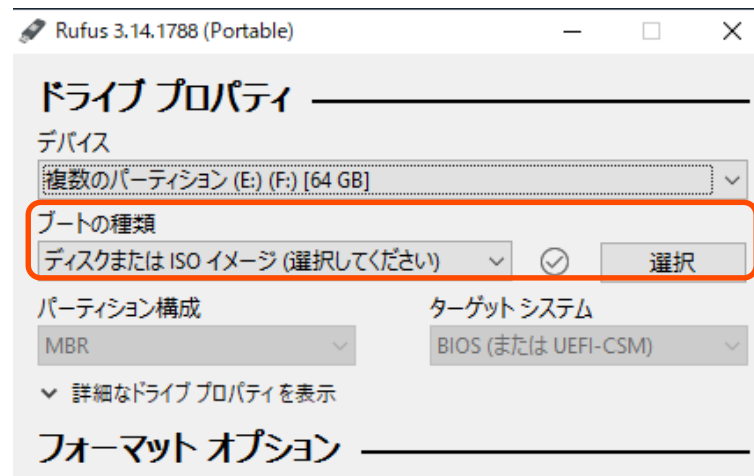 Rufus 3.14.1788 (Portable)
ドライブ プロパティ
デバイス
複数のパーティション (E:) (F:) [64 GB]
ブートの種類
ディスクまたは ISO イメージ (選択してください) 選択
パーティション構成 ターゲット システム
MBR BIOS (または UEFI-CSM)
詳細なドライブ プロパティを表示
フォーマット オプション